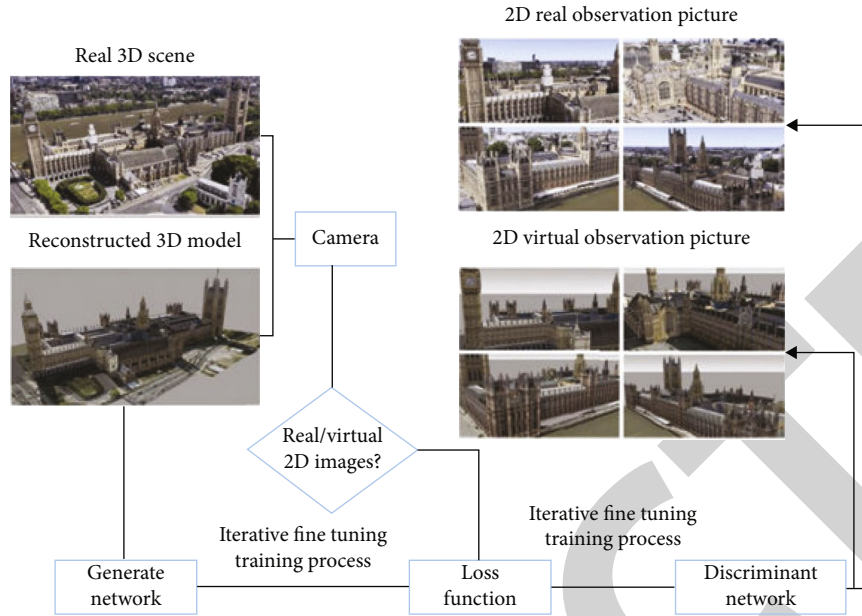 2D real observation picture
Real 3D scene
Reconstructed 3D model
Camera
2D virtual observation picture
Real/virtual
2D images?
Iterative fine tuning
training process
Iterative fine tuning
training process
Generate
network
Loss
function
Discriminant
network